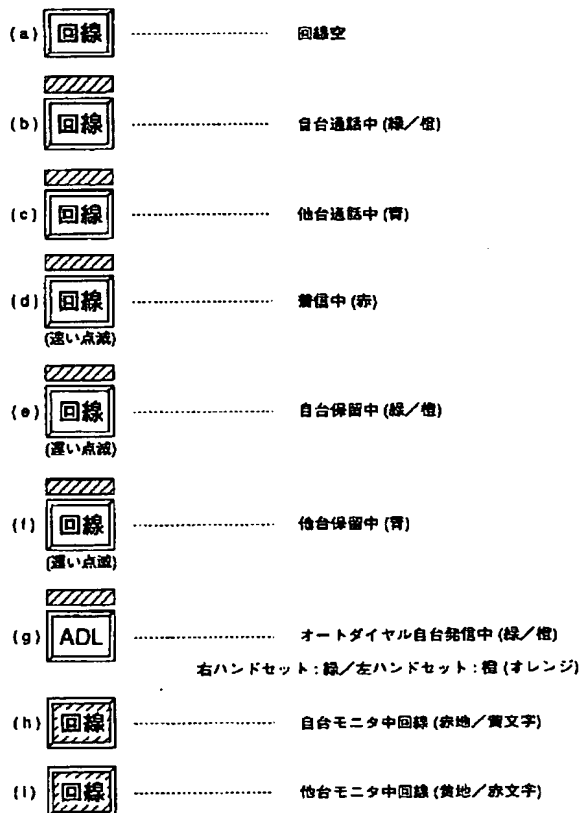 (a) 回線 回線空
(b) 回線 自台通話中 (緑／橙)
(c) 回線 他台通話中 (青)
(d) 回線 着信中 (赤)
(速い点滅)
(e) 回線 自台保留中 (緑／橙)
(遅い点滅)
(f) 回線 他台保留中 (青)
(遅い点滅)
(g) ADL オートダイヤル自台発信中 (緑／橙)
右ハンドセット：緑／左ハンドセット：橙 (オレンジ)
(h) 回線 自台モニタ中回線 (赤地／黄文字)
(i) 回線 他台モニタ中回線 (黄地／赤文字)